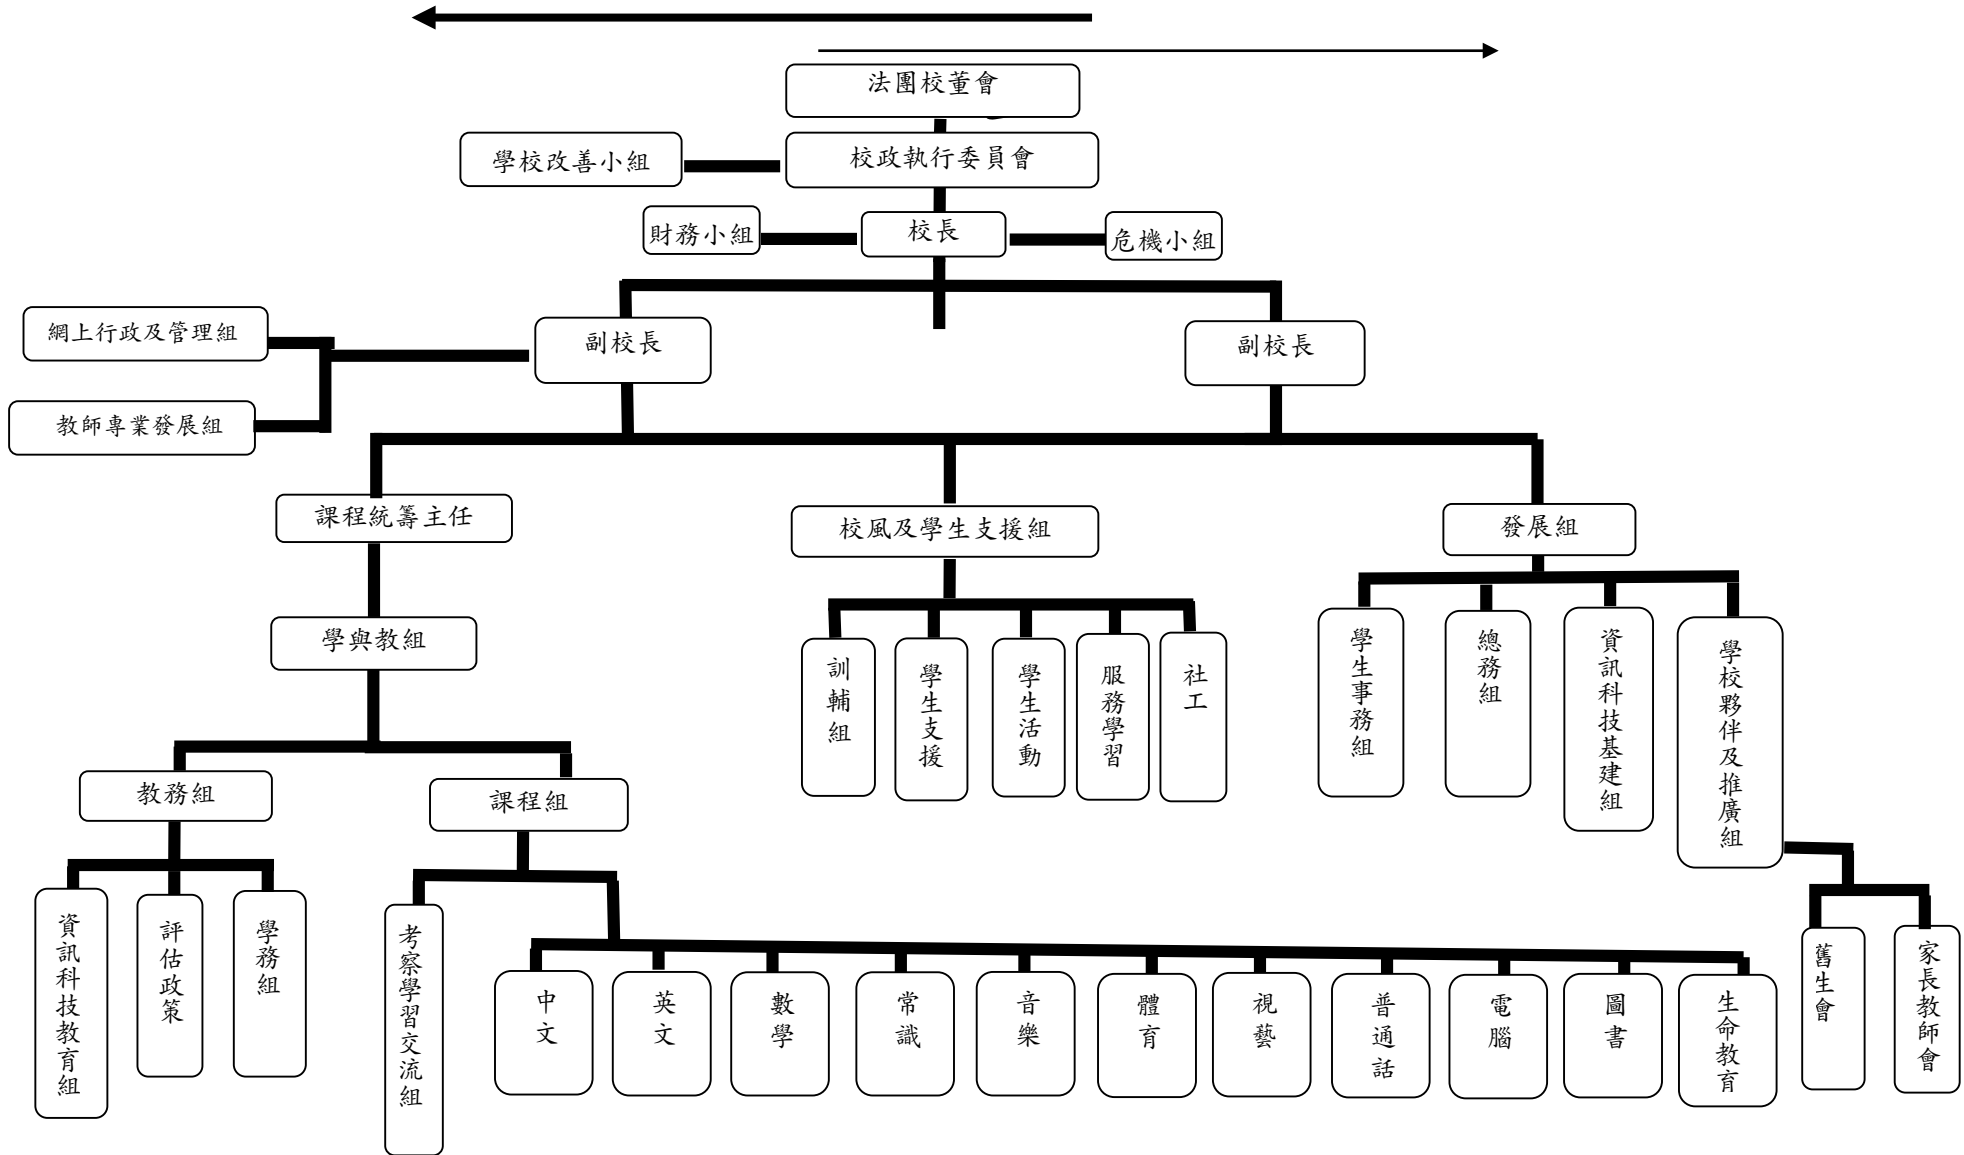 法團校董會
學校改善小組
校政執行委員會
財務小組
校長
危機小組
網上行政及管理組
副校長
副校長
教師專業發展組
課程統籌主任
校風及學生支援組
發展組
學與教組
訓輔組
學生支援
學生活動
服務學習
社工
學生事務組
總務組
資訊科技基建組
學校夥伴及推廣組
教務組
課程組
資訊科技教育組
評估政策
學務組
考察學習交流組
中文
英文
數學
常識
音樂
體育
視藝
普通話
電腦
圖書
生命教育
舊生會
家長教師會